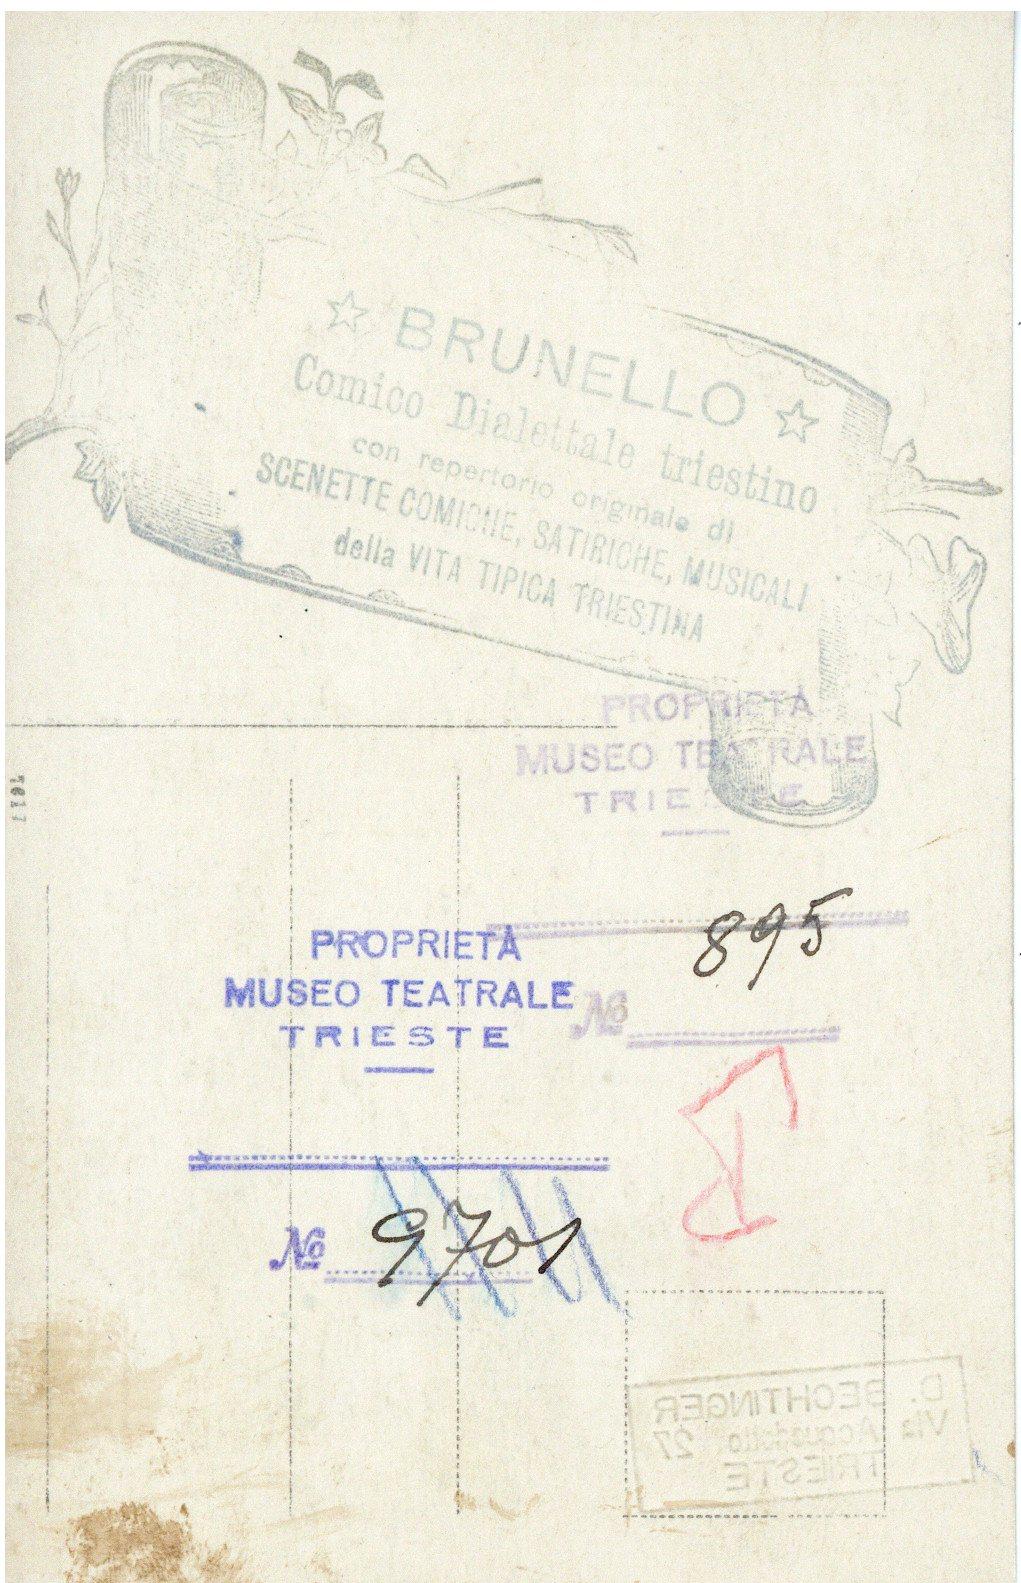 ☆ BRUNELLO ☆
Comico Dialettale triestino
con repertorio originale di
SCENETTE COMICHE, SATIRICHE, MUSICALI
della VITA TIPICA TRIESTINA
PROPRIETÀ
MUSEO TEATRALE
TRIESTE
895
No
PROPRIETÀ
MUSEO TEATRALE
TRIESTE
No 9701
D. BECHTINGER
Via Acquedotto 27
TRIESTE